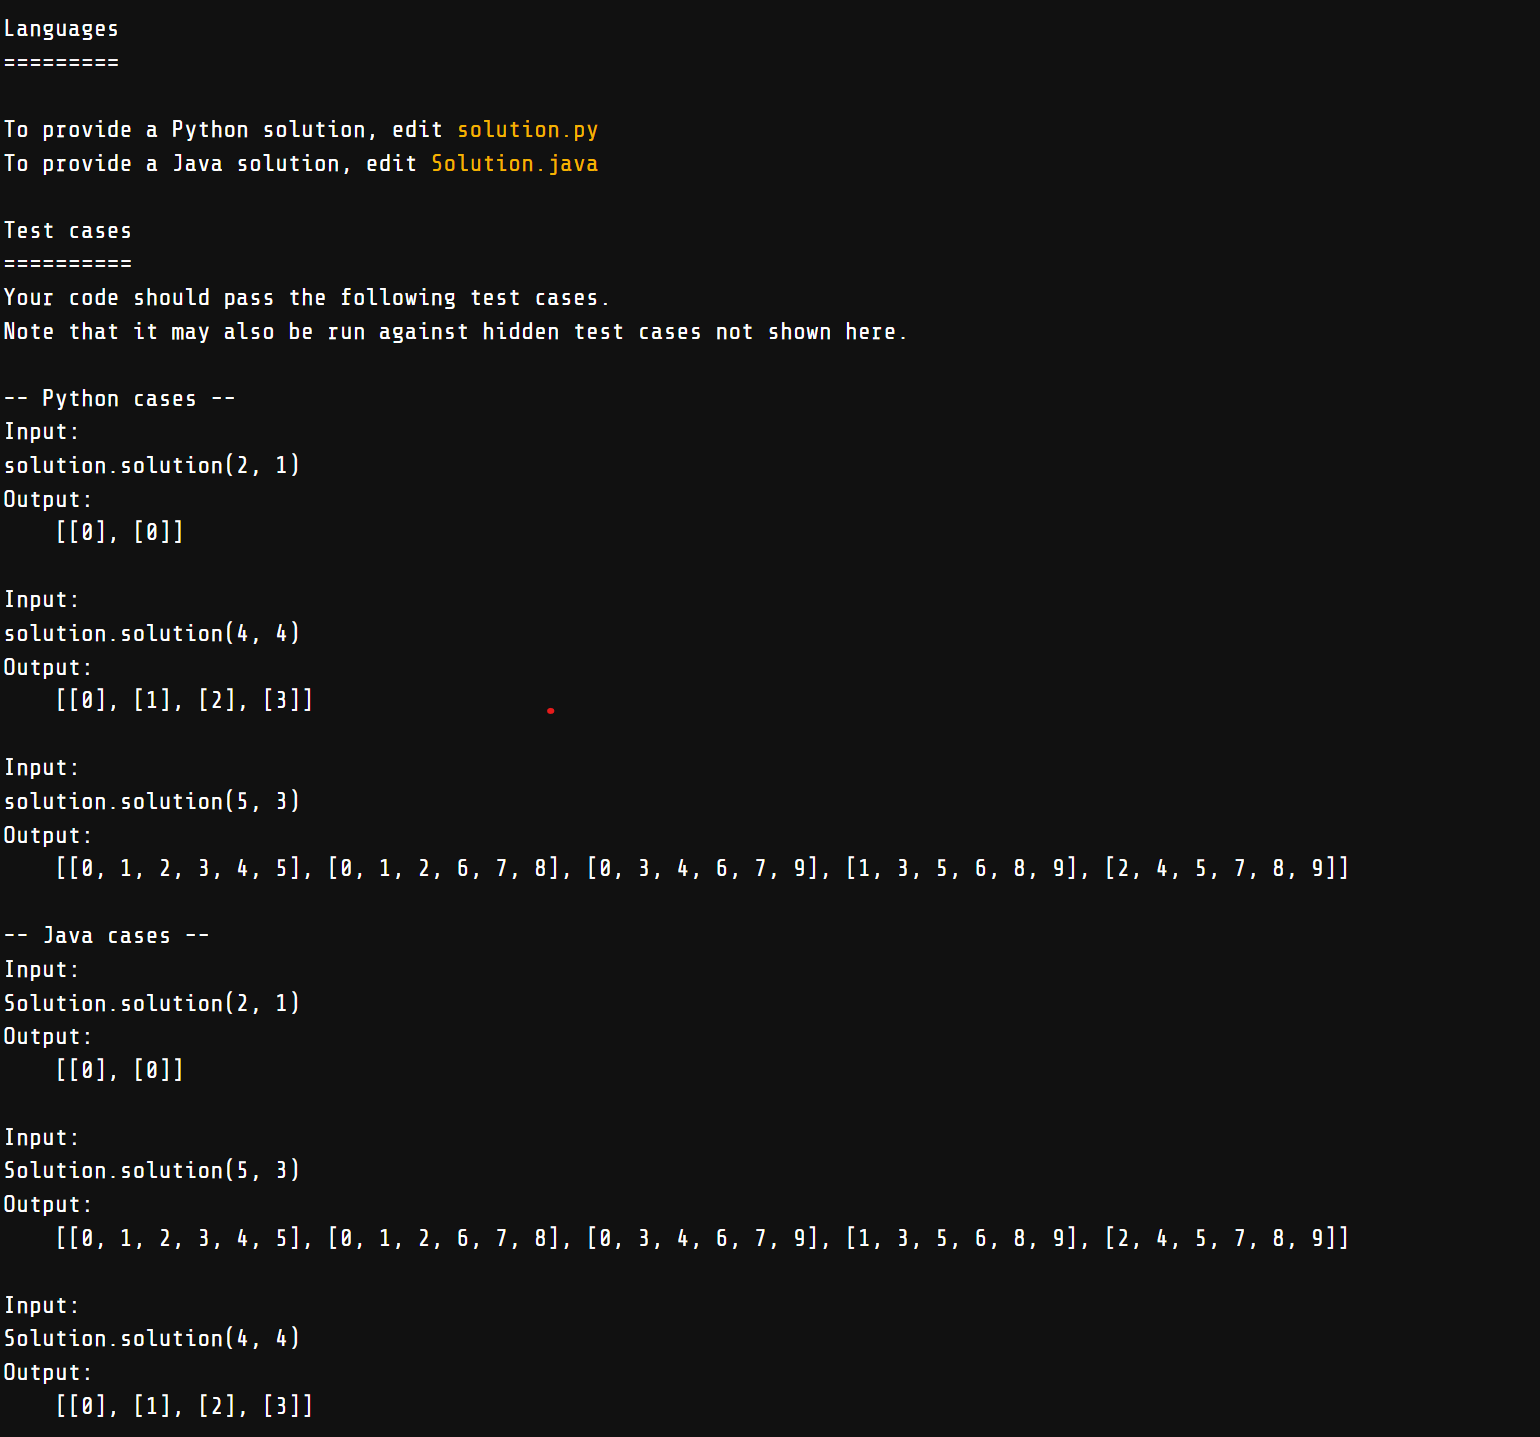 Languages
=========
To provide a Python solution, edit solution.py
To provide a Java solution, edit Solution.java
Test cases
==========
Your code should pass the following test cases.
Note that it may also be run against hidden test cases not shown here.
-- Python cases --
Input:
solution.solution(2, 1)
Output:
    [[0], [0]]
Input:
solution.solution(4, 4)
Output:
    [[0], [1], [2], [3]]
Input:
solution.solution(5, 3)
Output:
    [[0, 1, 2, 3, 4, 5], [0, 1, 2, 6, 7, 8], [0, 3, 4, 6, 7, 9], [1, 3, 5, 6, 8, 9], [2, 4, 5, 7, 8, 9]]
-- Java cases --
Input:
Solution.solution(2, 1)
Output:
    [[0], [0]]
Input:
Solution.solution(5, 3)
Output:
    [[0, 1, 2, 3, 4, 5], [0, 1, 2, 6, 7, 8], [0, 3, 4, 6, 7, 9], [1, 3, 5, 6, 8, 9], [2, 4, 5, 7, 8, 9]]
Input:
Solution.solution(4, 4)
Output:
    [[0], [1], [2], [3]]